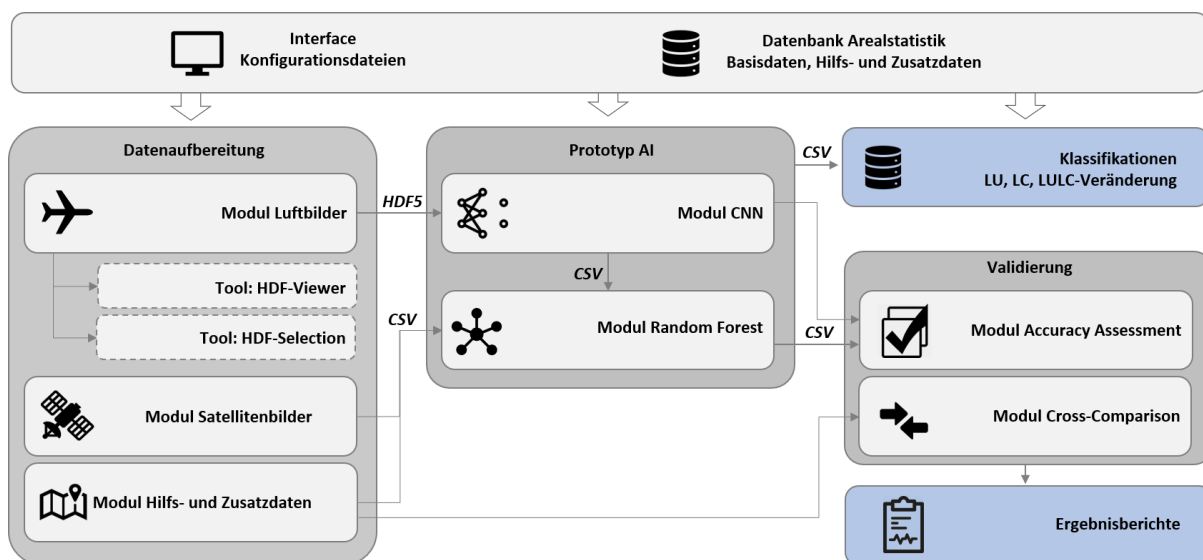 Interface
Konfigurationsdateien
Datenbank Arealstatistik
Basisdaten, Hilfs- und Zusatzdaten
Datenaufbereitung
Modul Luftbilder
Tool: HDF-Viewer
Tool: HDF-Selection
Modul Satellitenbilder
Modul Hilfs- und Zusatzdaten
HDF5
CSV
Prototyp AI
Modul CNN
CSV
Modul Random Forest
CSV
CSV
Klassifikationen
LU, LC, LULC-Veränderung
Validierung
Modul Accuracy Assessment
Modul Cross-Comparison
Ergebnisberichte